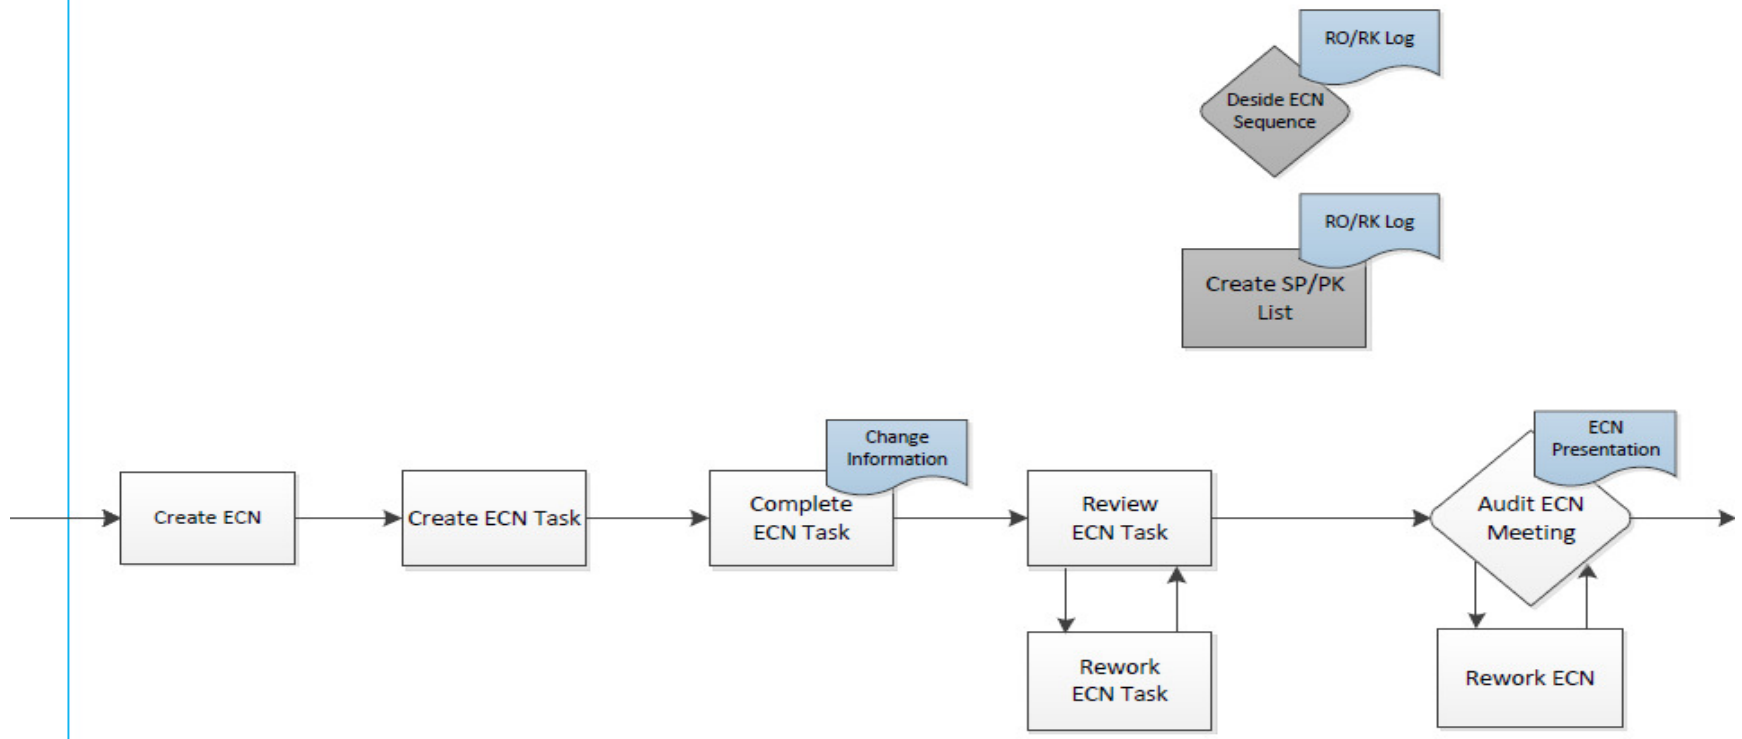 RO/RK Log
Deside ECN
Sequence
RO/RK Log
Create SP/PK
List
Change
Information
ECN
Presentation
Create ECN
Create ECN Task
Complete
ECN Task
Review
ECN Task
Audit ECN
Meeting
Rework
ECN Task
Rework ECN